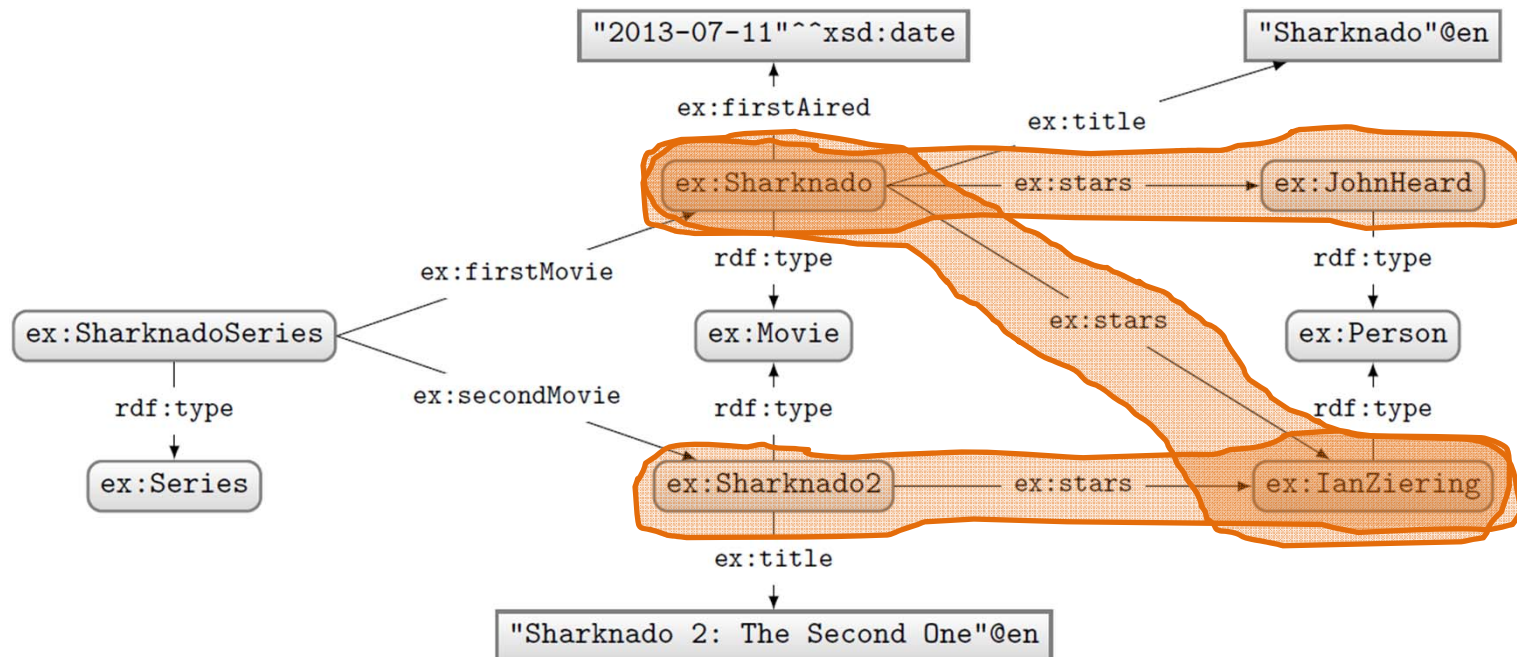 "2013-07-11"^^xsd:date
"Sharknado"@en
ex:firstAired
ex:title
ex:Sharknado
ex:stars
ex:JohnHeard
rdf:type
rdf:type
ex:firstMovie
ex:stars
ex:SharknadoSeries
ex:Movie
ex:Person
ex:secondMovie
rdf:type
rdf:type
rdf:type
ex:Series
ex:Sharknado2
ex:stars
ex:IanZiering
ex:title
"Sharknado 2: The Second One"@en